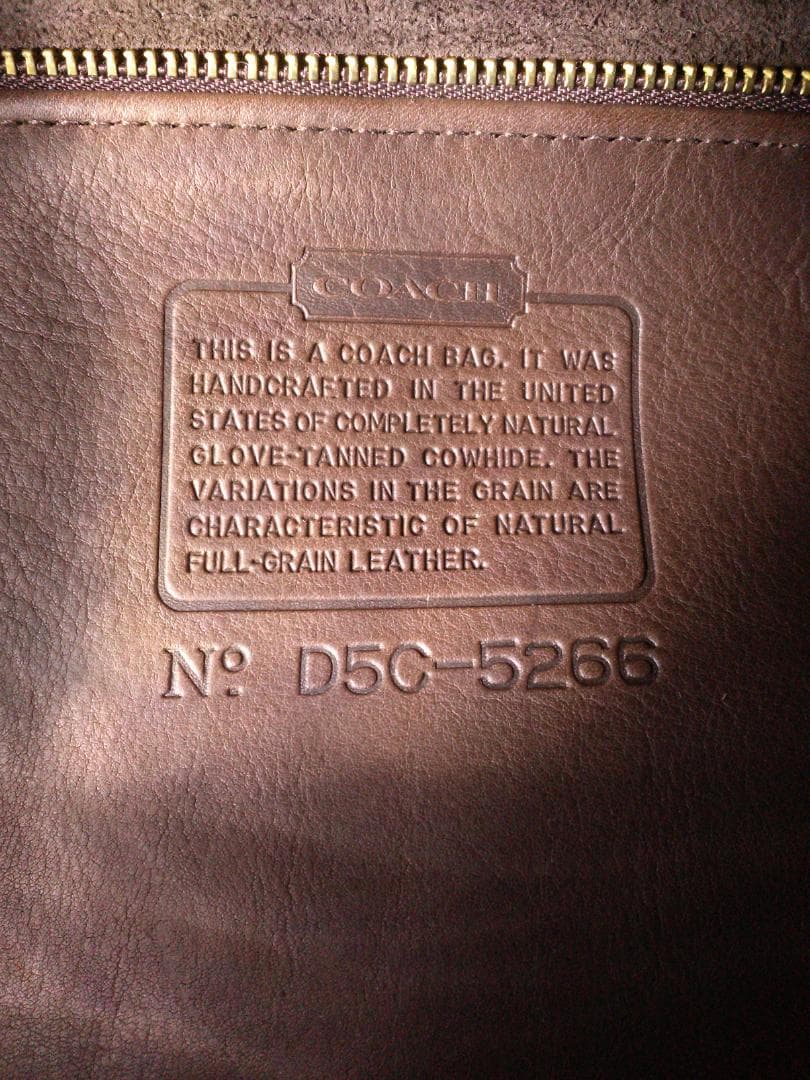 COACH
THIS IS A COACH BAG. IT WAS
HANDCRAFTED IN THE UNITED
STATES OF COMPLETELY NATURAL
GLOVE-TANNED COWHIDE. THE
VARIATIONS IN THE GRAIN ARE
CHARACTERISTIC OF NATURAL
FULL-GRAIN LEATHER.
Nº. D5C-5266